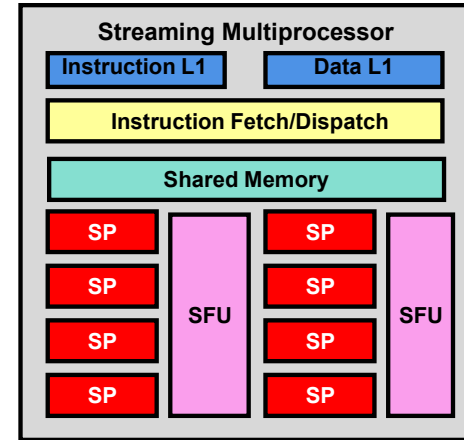 Streaming Multiprocessor
Instruction L1 Data L1
Instruction Fetch/Dispatch
Shared Memory
SP SP
SP SP
SFU SFU
SP SP
SP SP